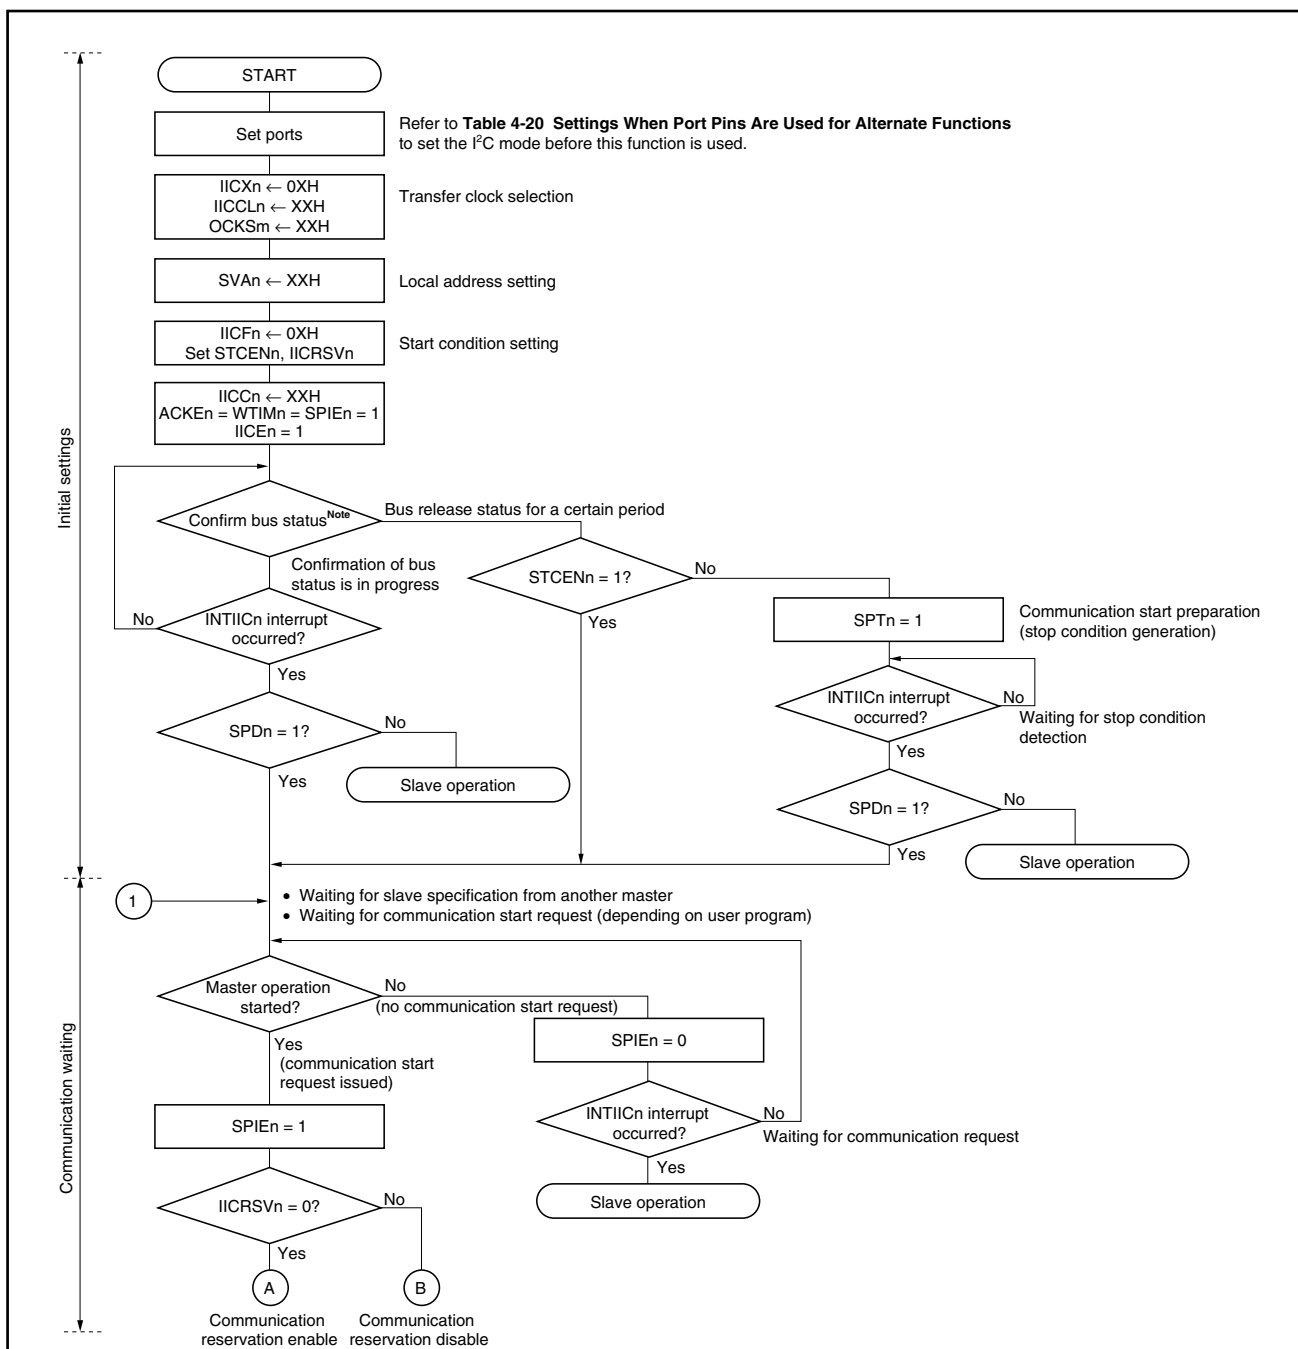 START
Set ports
Refer to Table 4-20 Settings When Port Pins Are Used for Alternate Functions
to set the I²C mode before this function is used.
IICXn ← 0XH
IICCLn ← XXH
OCKSm ← XXH
Transfer clock selection
SVAn ← XXH
Local address setting
IICFn ← 0XH
Set STCENn, IICRSVn
Start condition setting
IICCn ← XXH
ACKEn = WTIMn = SPIEn = 1
IICEn = 1
Initial settings
Confirm bus statusNote
Bus release status for a certain period
Confirmation of bus
status is in progress
STCENn = 1?
No
Yes
SPTn = 1
Communication start preparation
(stop condition generation)
No
INTIICn interrupt
occurred?
Yes
INTIICn interrupt
occurred?
No
Waiting for stop condition
detection
Yes
SPDn = 1?
No
Yes
Slave operation
SPDn = 1?
No
Yes
Slave operation
1
• Waiting for slave specification from another master
• Waiting for communication start request (depending on user program)
Communication waiting
Master operation
started?
No
(no communication start request)
Yes
(communication start
request issued)
SPIEn = 0
SPIEn = 1
INTIICn interrupt
occurred?
No
Waiting for communication request
Yes
Slave operation
IICRSVn = 0?
No
Yes
A
B
Communication
reservation enable
Communication
reservation disable